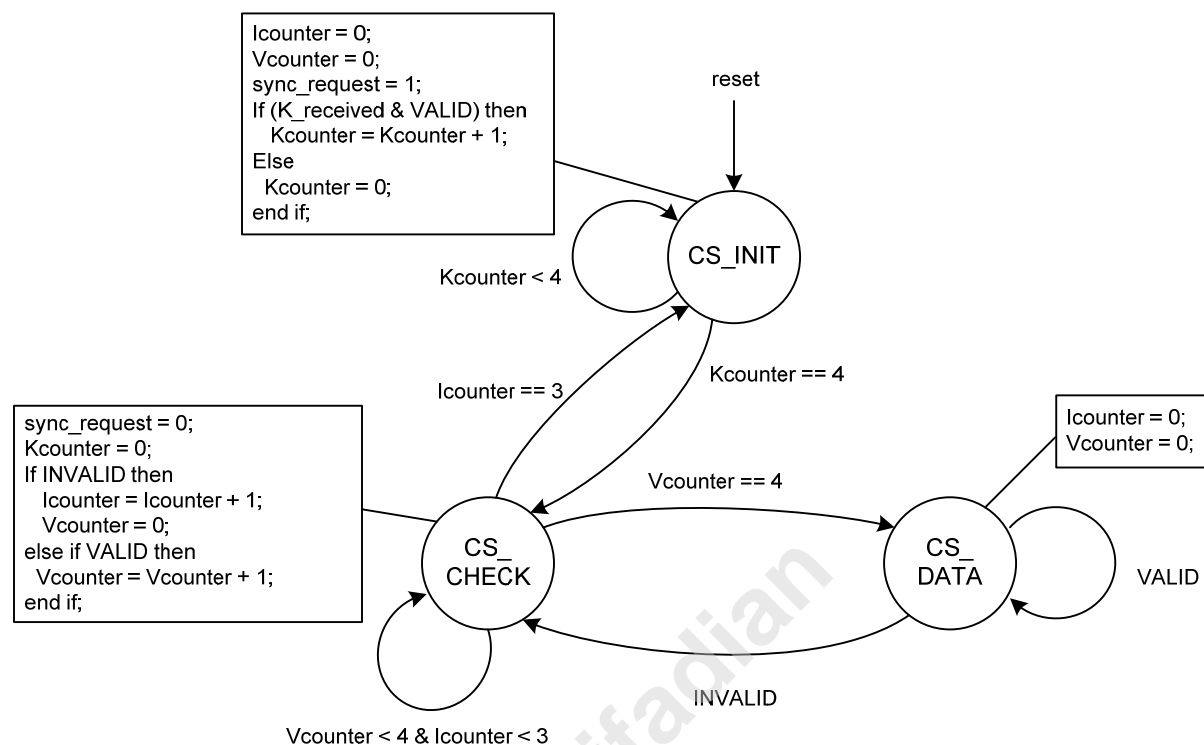 Icounter = 0;
Vcounter = 0;
sync_request = 1;
If (K_received & VALID) then
Kcounter = Kcounter + 1;
Else
Kcounter = 0;
end if;
reset
CS_INIT
Kcounter < 4
Icounter == 3
Kcounter == 4
sync_request = 0;
Kcounter = 0;
If INVALID then
Icounter = Icounter + 1;
Vcounter = 0;
else if VALID then
Vcounter = Vcounter + 1;
end if;
Icounter = 0;
Vcounter = 0;
Vcounter == 4
CS_
CHECK
CS_
DATA
VALID
INVALID
Vcounter < 4 & Icounter < 3